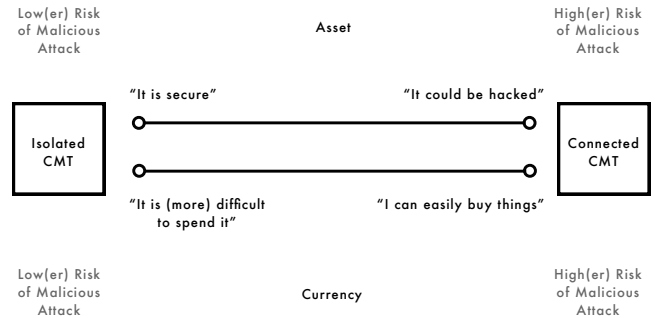 Low(er) Risk
of Malicious
Attack
Asset
High(er) Risk
of Malicious
Attack
“It is secure”
“It could be hacked”
Isolated
CMT
Connected
CMT
“It is (more) difficult
to spend it”
“I can easily buy things”
Low(er) Risk
of Malicious
Attack
Currency
High(er) Risk
of Malicious
Attack